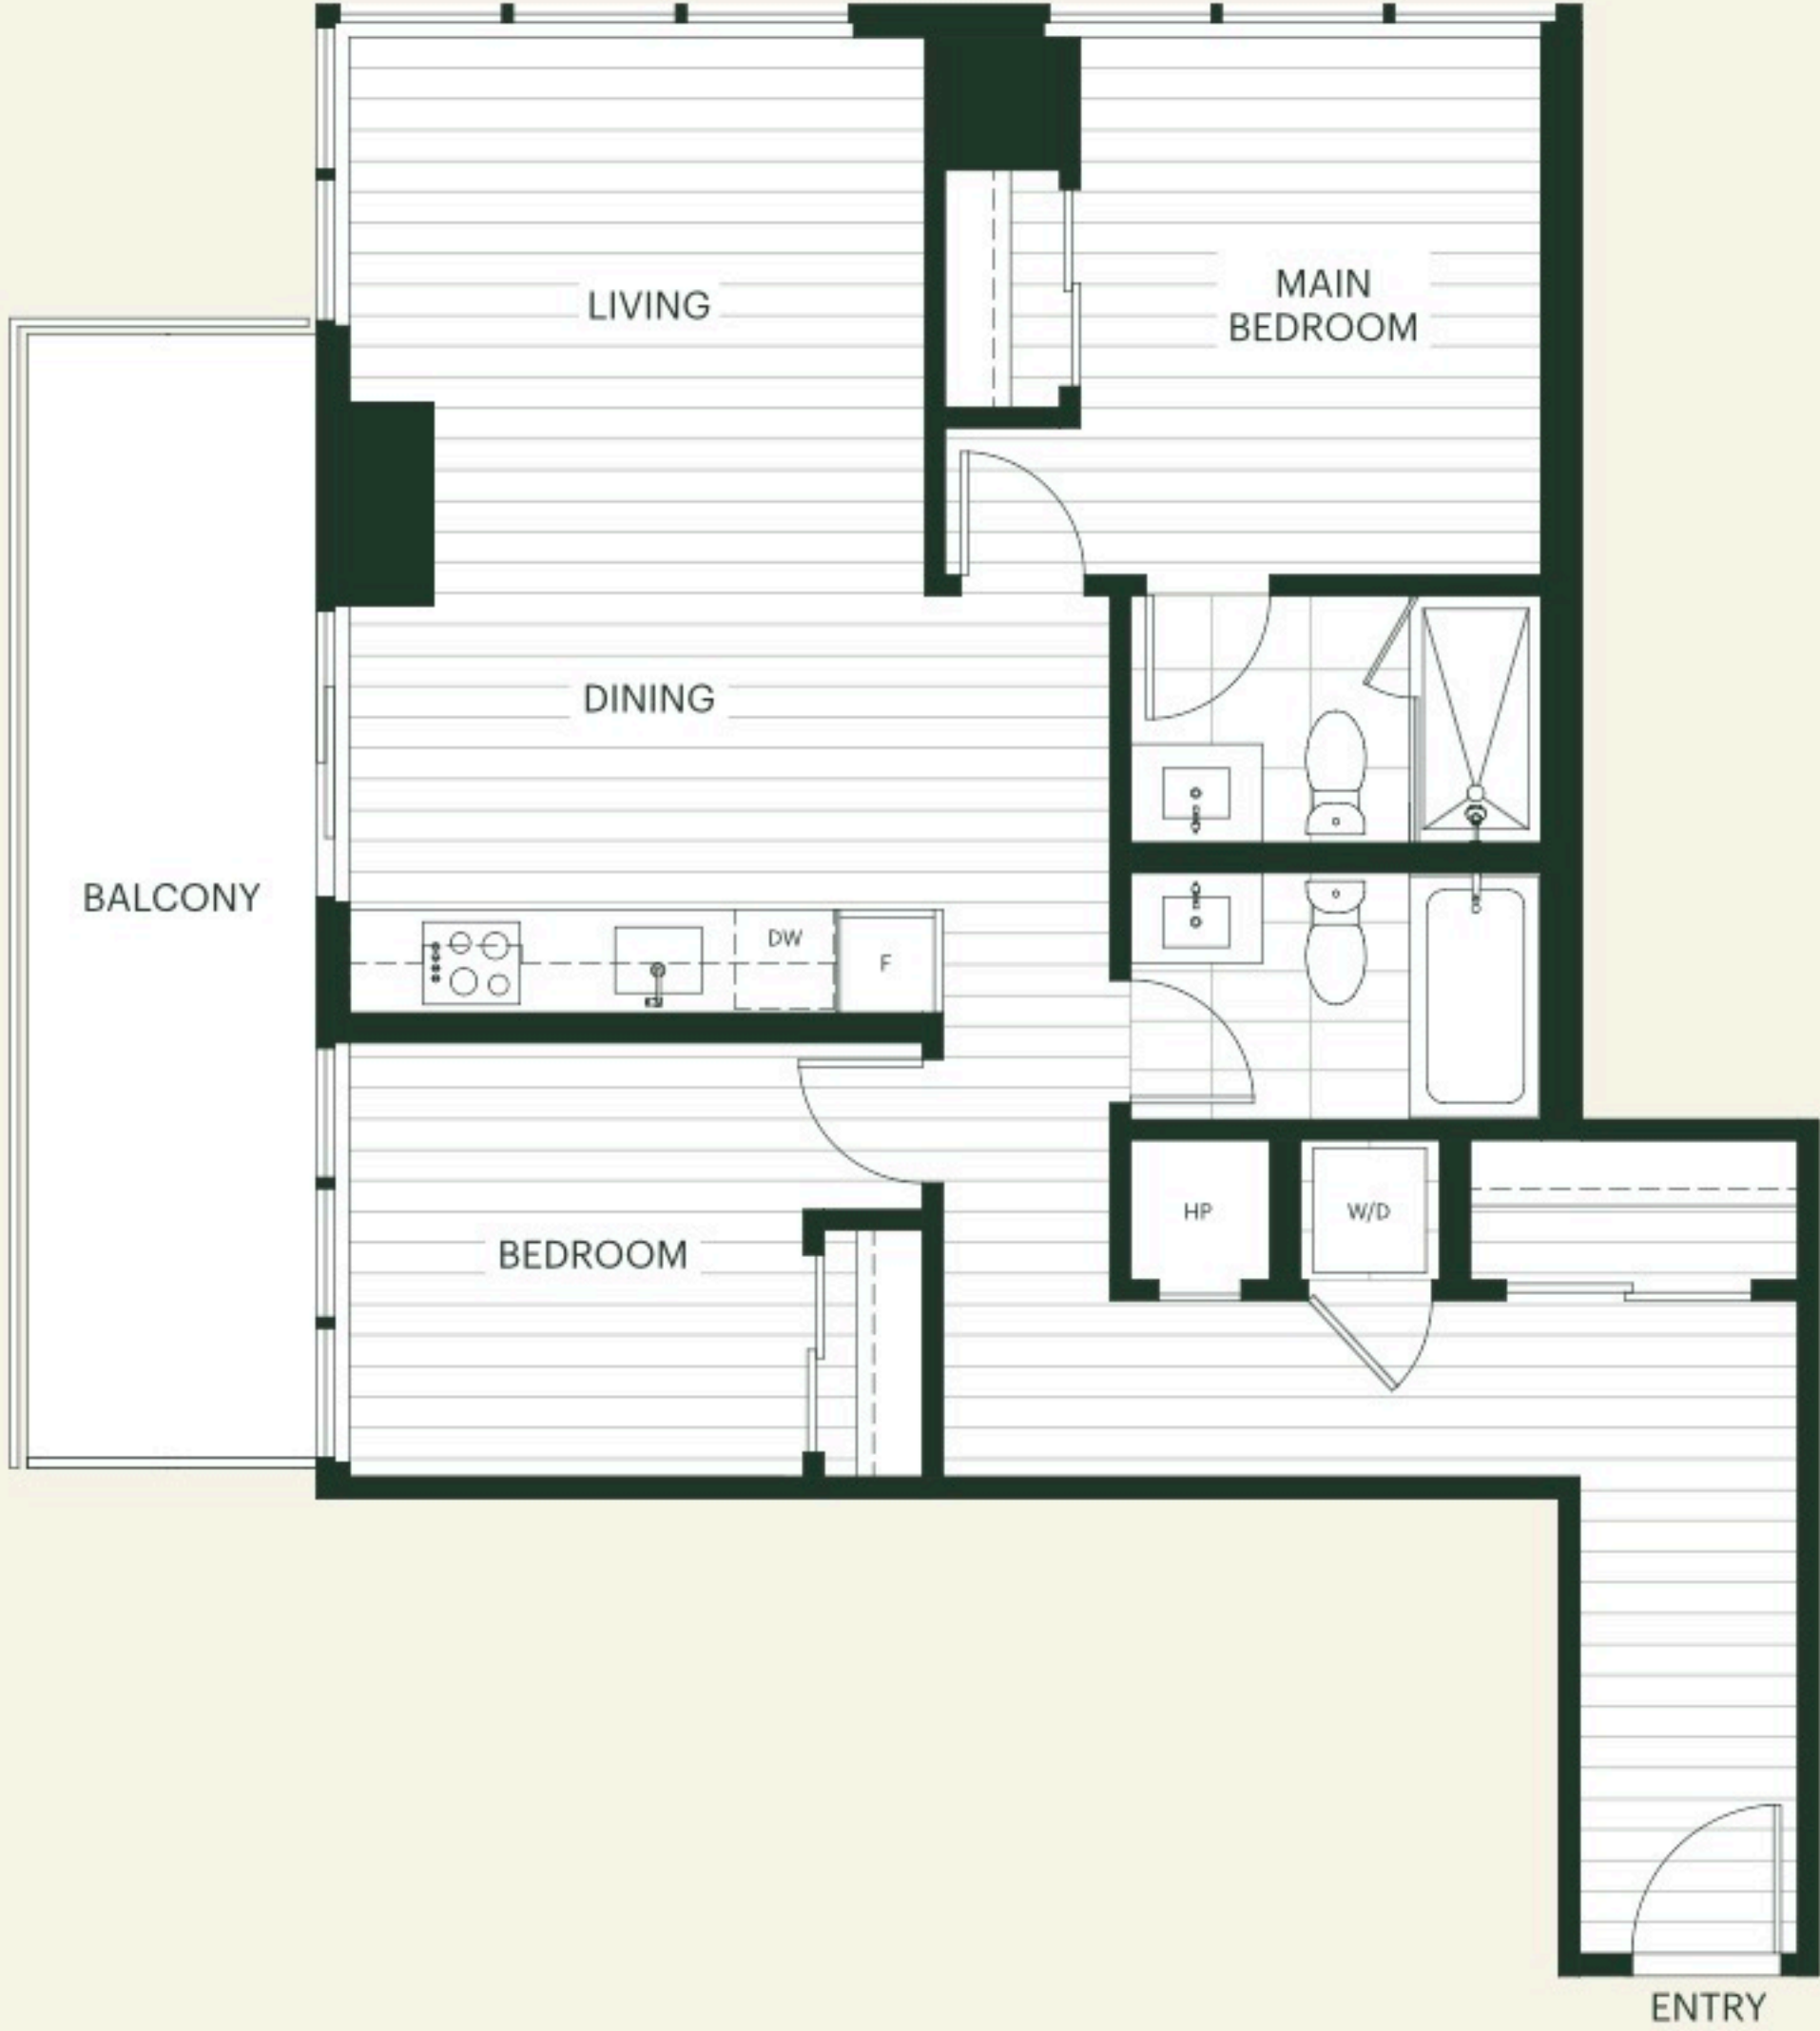 LIVING
MAIN
BEDROOM
DINING
BALCONY
DW
F
HP
W/D
BEDROOM
ENTRY